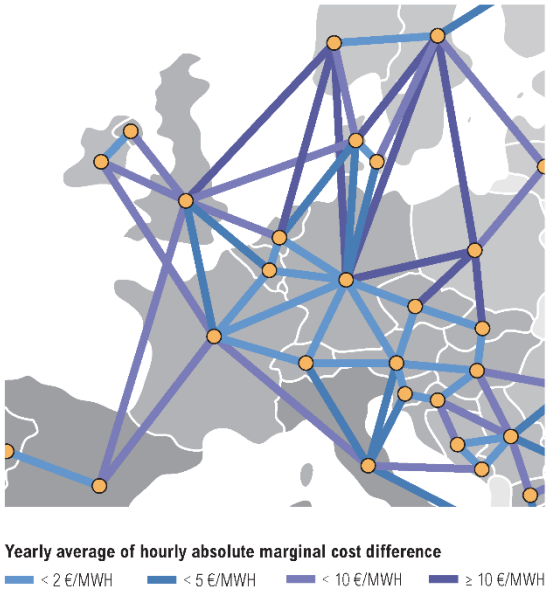 Yearly average of hourly absolute marginal cost difference
< 2 €/MWH < 5 €/MWH < 10 €/MWH ≥ 10 €/MWH